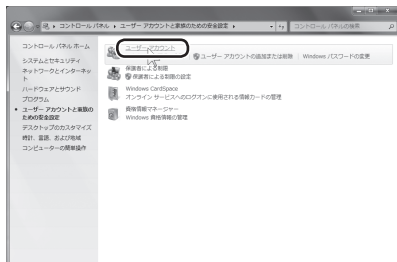 コントロール パネル ▸ ユーザー アカウントと家族のための安全設定 ▸
コントロール パネルの検索
コントロール パネル ホーム
システムとセキュリティ
ネットワークとインターネッ
ト
ハードウェアとサウンド
プログラム
ユーザー アカウントと家族の
ための安全設定
デスクトップのカスタマイズ
時計、言語、および地域
コンピューターの簡単操作
ユーザー アカウント
ユーザー アカウントの追加または削除 | Windows パスワードの変更
保護者による制限
保護者による制限の設定
Windows CardSpace
オンライン サービスへのログオンに使用される情報カードの管理
資格情報マネージャー
Windows 資格情報の管理